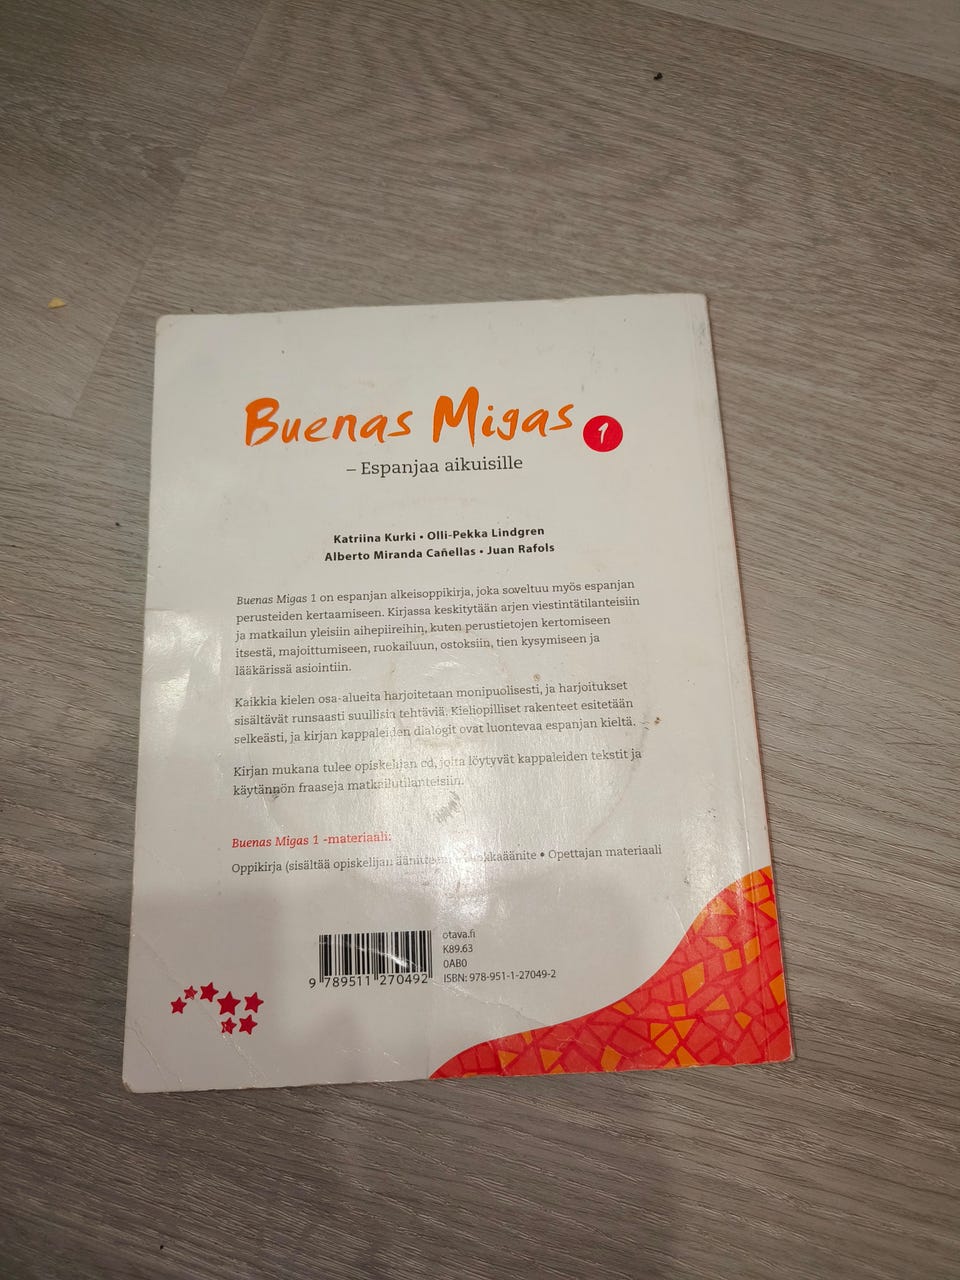 Buenas Migas 1
– Espanjaa aikuisille
Katriina Kurki • Olli-Pekka Lindgren
Alberto Miranda Cañellas • Juan Rafols
Buenas Migas 1 on espanjan alkeisoppikirja, joka soveltuu myös espanjan
perusteiden kertaamiseen. Kirjassa keskitytään arjen viestintätilanteisiin
ja matkailun yleisiin aihepiireihin, kuten perustietojen kertomiseen
itsestä, majoittumiseen, ruokailuun, ostoksiin, tien kysymiseen ja
lääkärissä asiointiin.
Kaikkia kielen osa-alueita harjoitetaan monipuolisesti, ja harjoitukset
sisältävät runsaasti suullisia tehtäviä. Kieliopilliset rakenteet esitetään
selkeästi, ja kirjan kappaleiden dialogit ovat luontevaa espanjan kieltä.
Kirjan mukana tulee opiskelijan cd, jolta löytyvät kappaleiden tekstit ja
käytännön fraaseja matkailutilanteisiin.
Buenas Migas 1 -materiaali:
Oppikirja (sisältää opiskelijan • Opettajan materiaali
otava.fi
K89.63
0AB0
ISBN: 978-951-1-27049-2
9 789511 270492